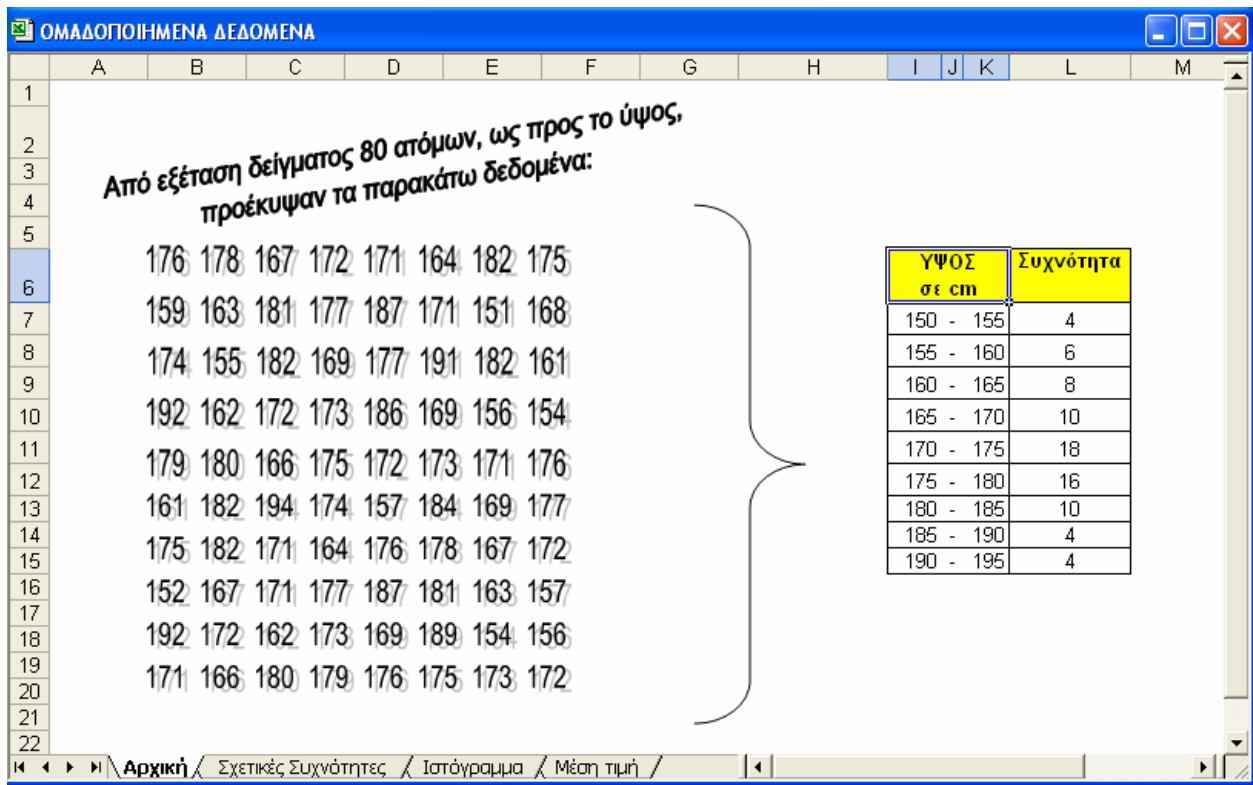 ΟΜΑΔΟΠΟΙΗΜΕΝΑ ΔΕΔΟΜΕΝΑ
A B C D E F G H I J K L M
1
2
3
4
5
6
7
8
9
10
11
12
13
14
15
16
17
18
19
20
21
22
Από εξέταση δείγματος 80 ατόμων, ως προς το ύψος,
προέκυψαν τα παρακάτω δεδομένα:
176 178 167 172 171 164 182 175
159 163 181 177 187 171 151 168
174 155 182 169 177 191 182 161
192 162 172 173 186 169 156 154
179 180 166 175 172 173 171 176
161 182 194 174 157 184 169 177
175 182 171 164 176 178 167 172
152 167 171 177 187 181 163 157
192 172 162 173 169 189 154 156
171 166 180 179 176 175 173 172
ΥΨΟΣ Συχνότητα
σε cm
150 - 155 4
155 - 160 6
160 - 165 8
165 - 170 10
170 - 175 18
175 - 180 16
180 - 185 10
185 - 190 4
190 - 195 4
Αρχική Σχετικές Συχνότητες Ιστόγραμμα Μέση τιμή